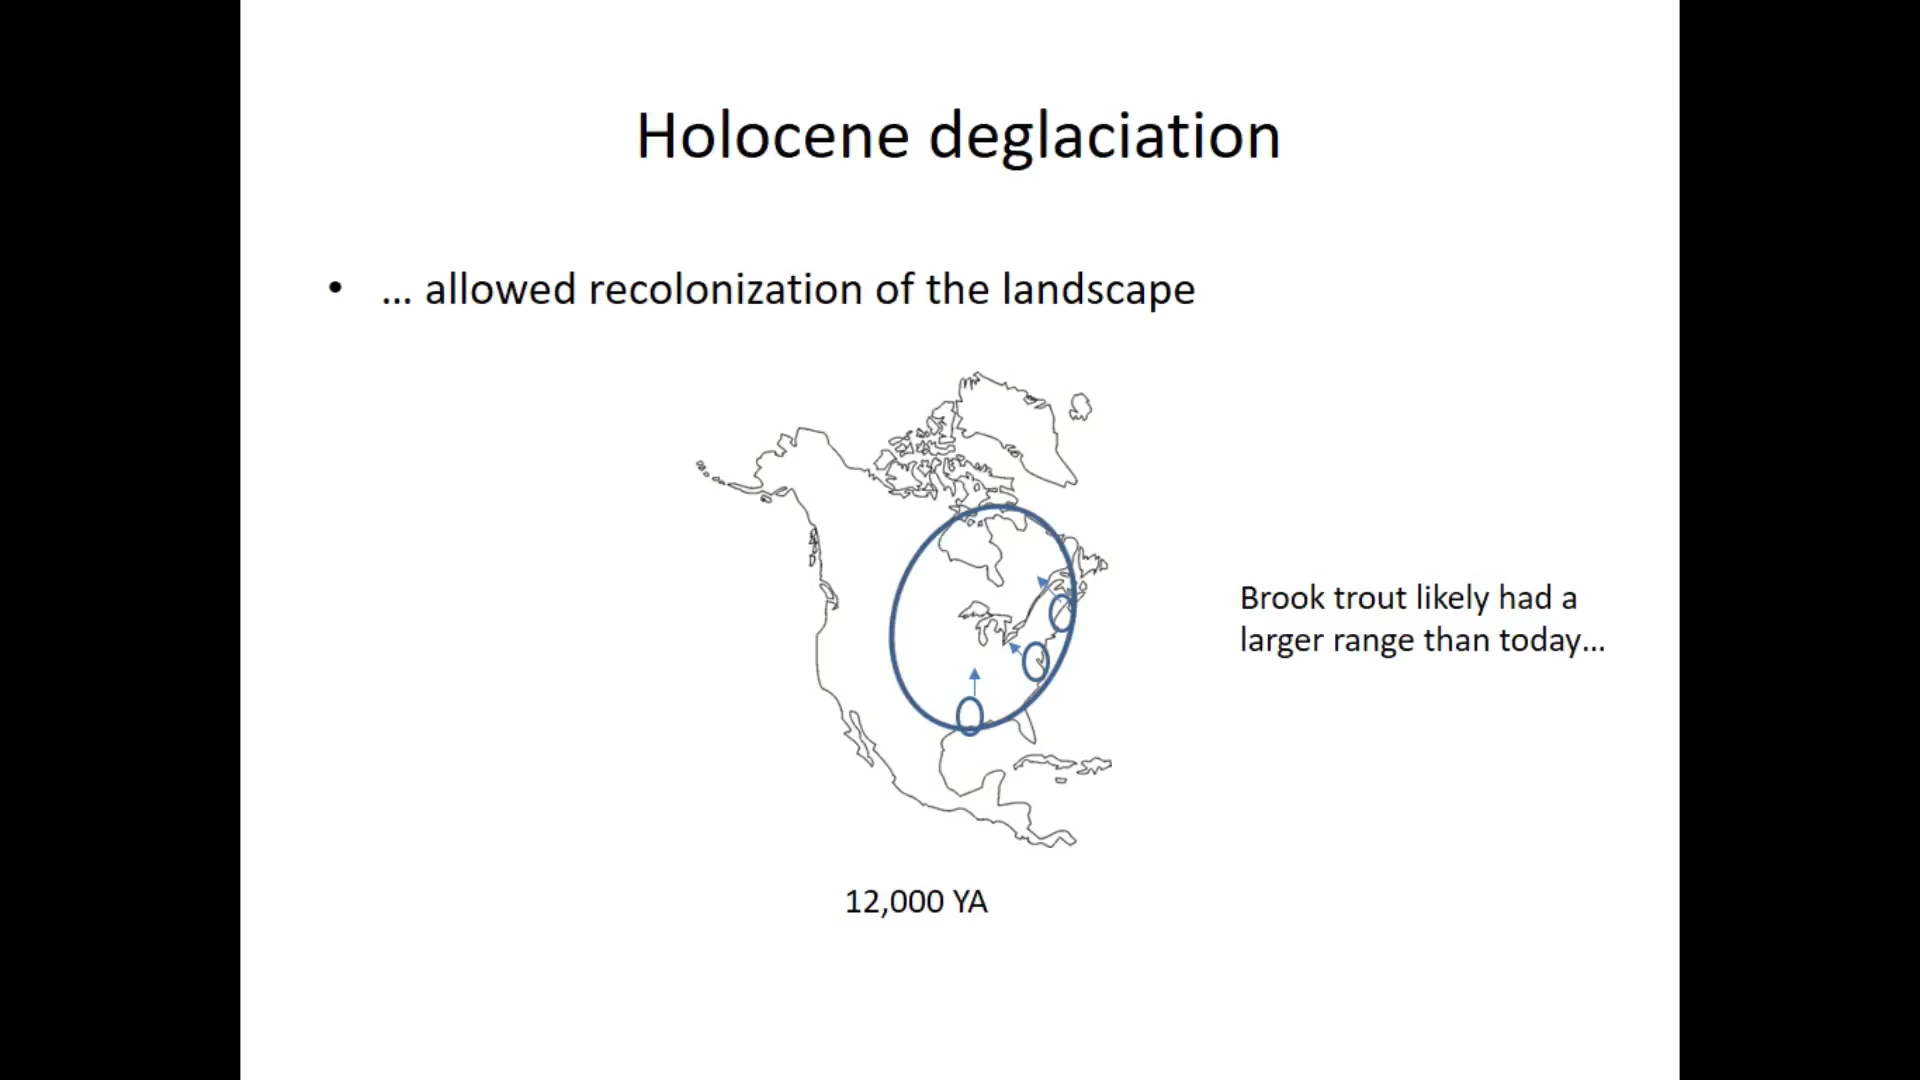 Holocene deglaciation
• ... allowed recolonization of the landscape
Brook trout likely had a
larger range than today...
12,000 YA